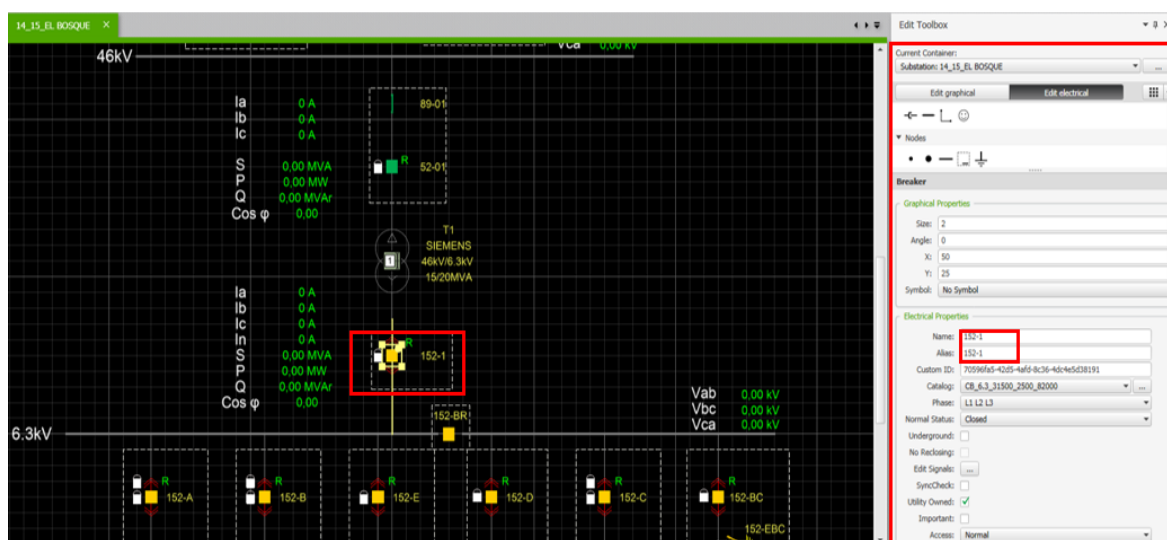 14_15_EL BOSQUE
46kV
Vca 0,00 kV
Ia 0 A
Ib 0 A
Ic 0 A
S 0,00 MVA
P 0,00 MW
Q 0,00 MVAr
Cos φ 0,00
89-01
R
52-01
T1
SIEMENS
46kV/6.3kV
15/20MVA
1
Ia 0 A
Ib 0 A
Ic 0 A
In 0 A
S 0,00 MVA
P 0,00 MW
Q 0,00 MVAr
Cos φ 0,00
R
152-1
Vab 0,00 kV
Vbc 0,00 kV
Vca 0,00 kV
152-BR
6.3kV
R R R R R R
152-A 152-B 152-E 152-D 152-C 152-BC
152-EBC
Edit Toolbox
Current Container:
Substation: 14_15_EL BOSQUE
...
Edit graphical Edit electrical
Nodes
Breaker
Graphical Properties
Size: 2
Angle: 0
X: 50
Y: 25
Symbol: No Symbol
Electrical Properties
Name: 152-1
Alias: 152-1
Custom ID: 70596fa5-42d5-4afd-8c36-4dc4e5d38191
Catalog: CB_6.3_31500_2500_82000 ...
Phase: L1 L2 L3
Normal Status: Closed
Underground:
No Reclosing:
Edit Signals: ...
SyncCheck:
Utility Owned:
Important:
Access: Normal